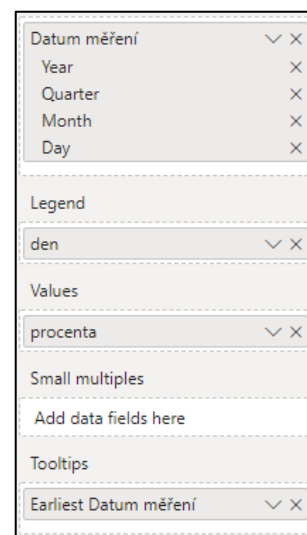 Datum měření
Year
Quarter
Month
Day
Legend
den
Values
procenta
Small multiples
Add data fields here
Tooltips
Earliest Datum měření